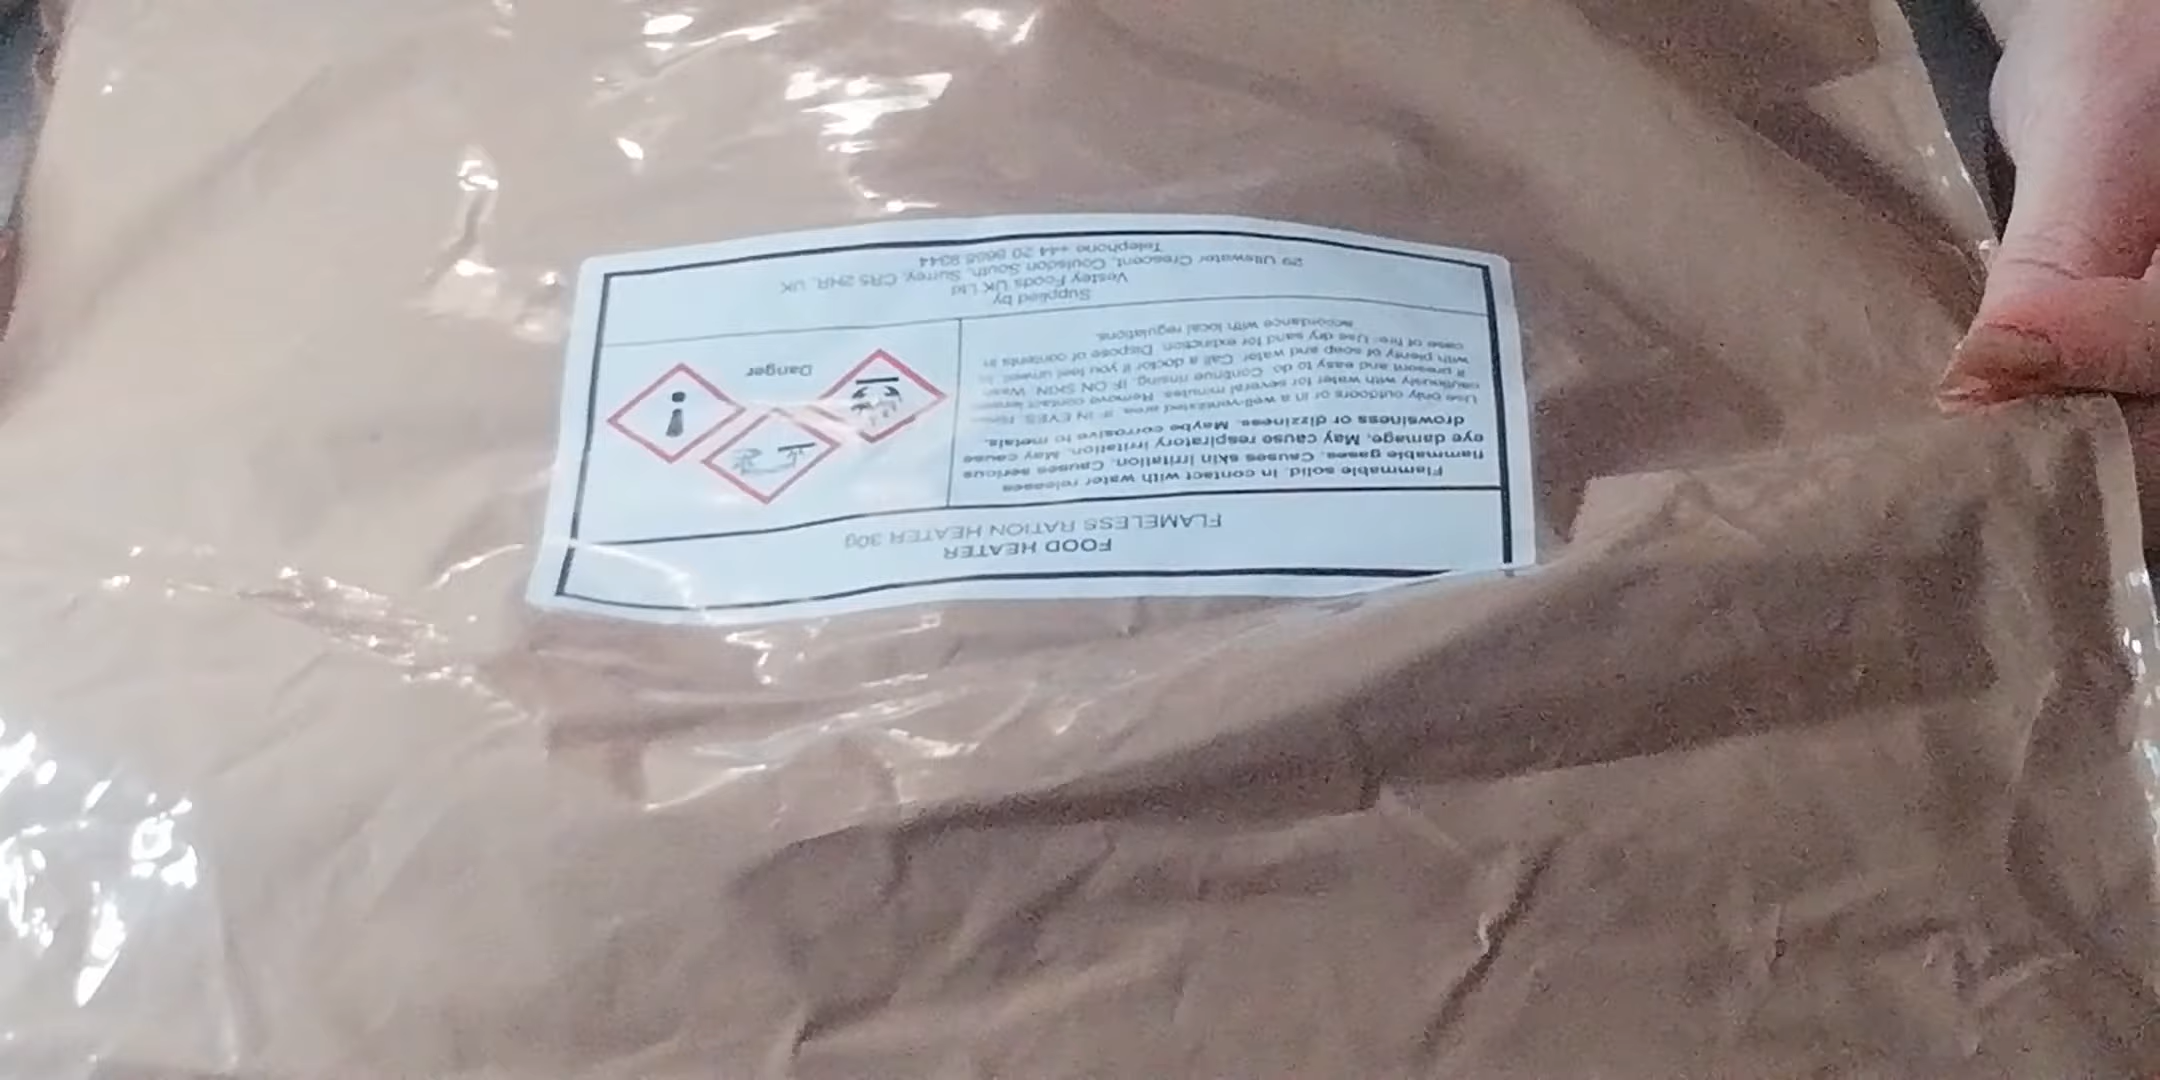 FOOD HEATER
FLAMELESS RATION HEATER 30g
Flammable solid. In contact with water releases
flammable gases. Causes skin irritation. Causes serious
eye damage. May cause respiratory irritation. May cause
drowsiness or dizziness. Maybe corrosive to metals.
Use only outdoors or in a well-ventilated area. IF IN EYES:
cautiously with water for several minutes. Remove contact lenses
if present and easy to do. Continue rinsing. IF ON SKIN: Wash
with plenty of soap and water. Call a doctor if you feel unwell. In
case of fire: Use dry sand for extinction. Dispose of contents in
accordance with local regulations.
Danger
Supplied by
Vestey Foods UK Ltd
29 Ullswater Crescent, Coulsdon South, Surrey, CR5 2HR, UK
Telephone +44 20 8668 9344